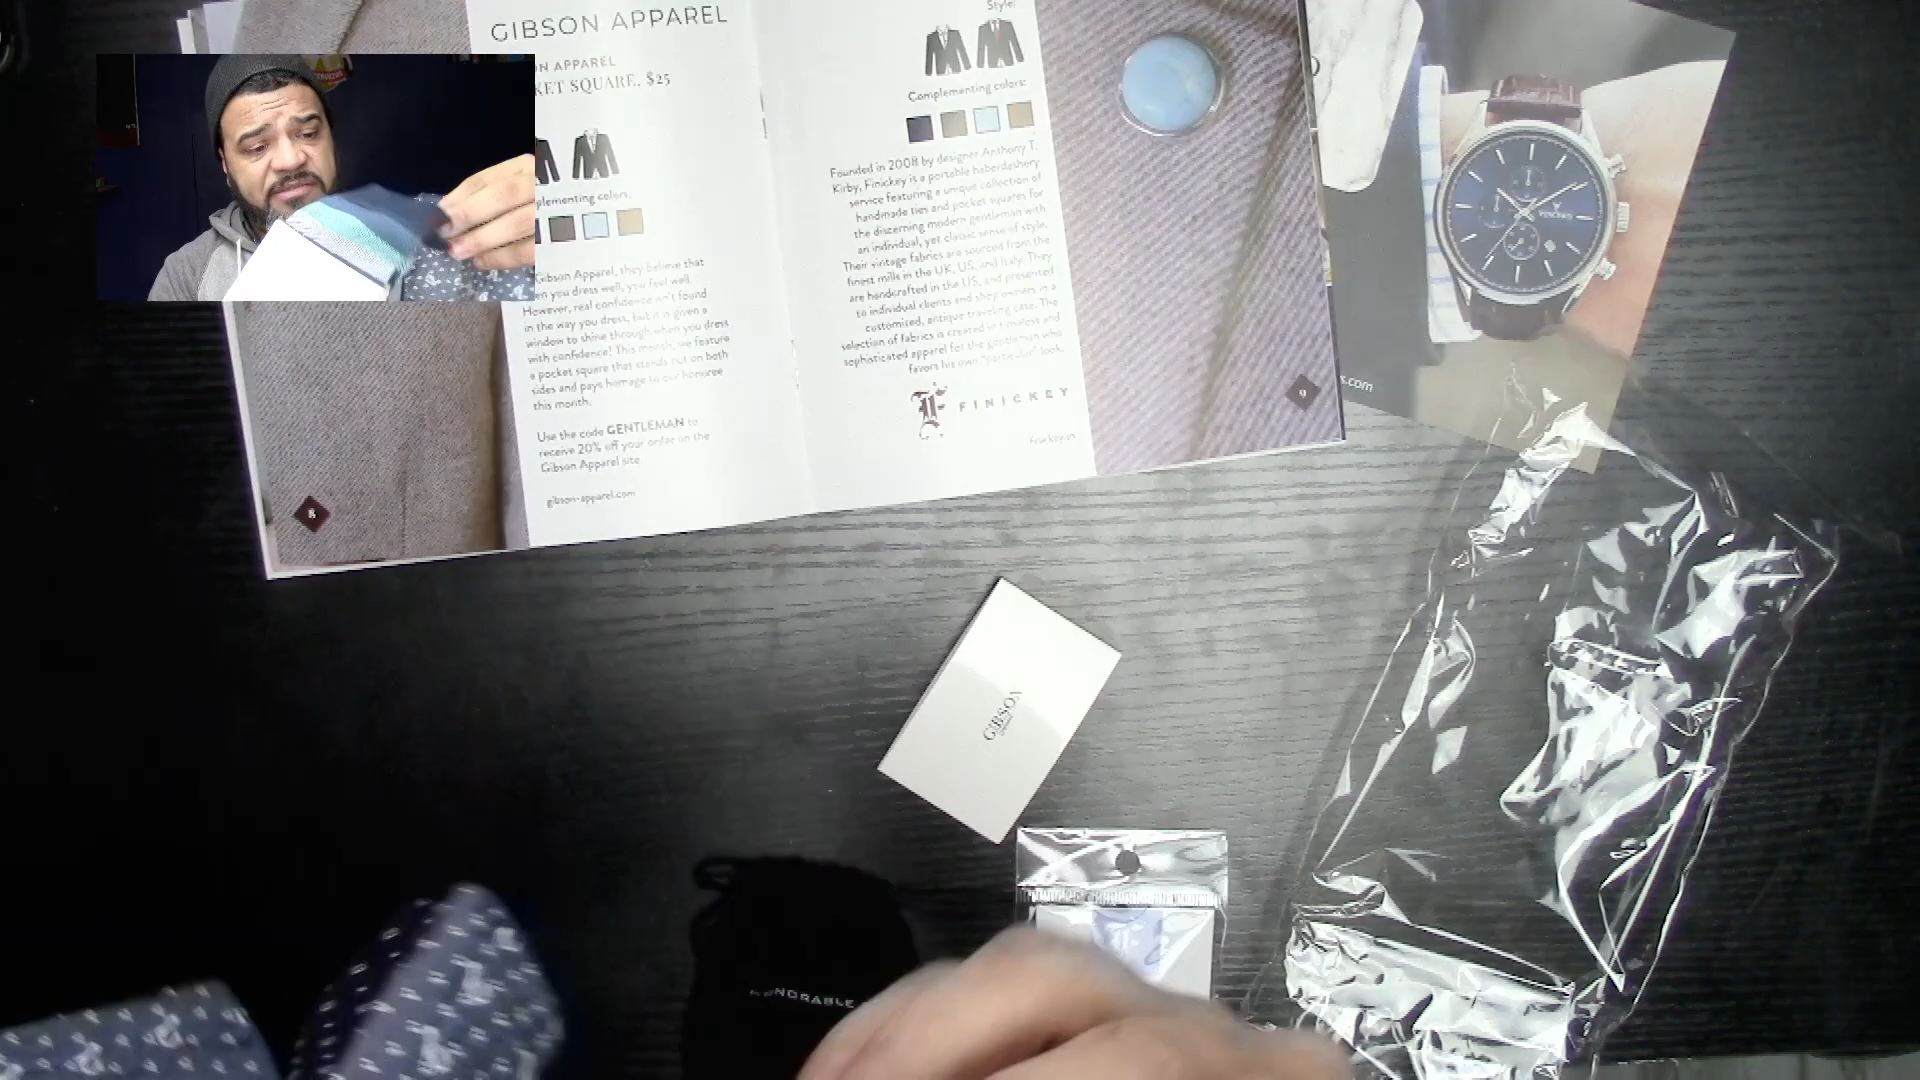 GIBSON APPAREL
N APPAREL
KET SQUARE, $25
plementing colors:
Gibson Apparel, they believe that
en you dress well, you feel well.
However, real confidence isn't found
in the way you dress, but it is given a
window to shine through when you dress
with confidence! This month, we feature
a pocket square that stands out on both
sides and pays homage to our honoree
this month.
Use the code GENTLEMAN to
receive 20% off your order on the
Gibson Apparel site
gibson-apparel.com
8
Style:
Complementing colors:
Founded in 2008 by designer Anthony T.
Kirby, Finickey is a portable haberdashery
service featuring a unique collection of
handmade ties and pocket squares for
the discerning modern gentleman with
an individual, yet classic sense of style.
Their vintage fabrics are sourced from the
finest mills in the UK, US, and Italy. They
are handcrafted in the US, and presented
to individual clients and shop owners in a
customized, antique traveling case. The
selection of fabrics is created in timeless and
sophisticated apparel for the gentleman who
favors his own "particular" look.
FINICKEY
9
VINCERO
s.com
GIBSON
HONORABLE